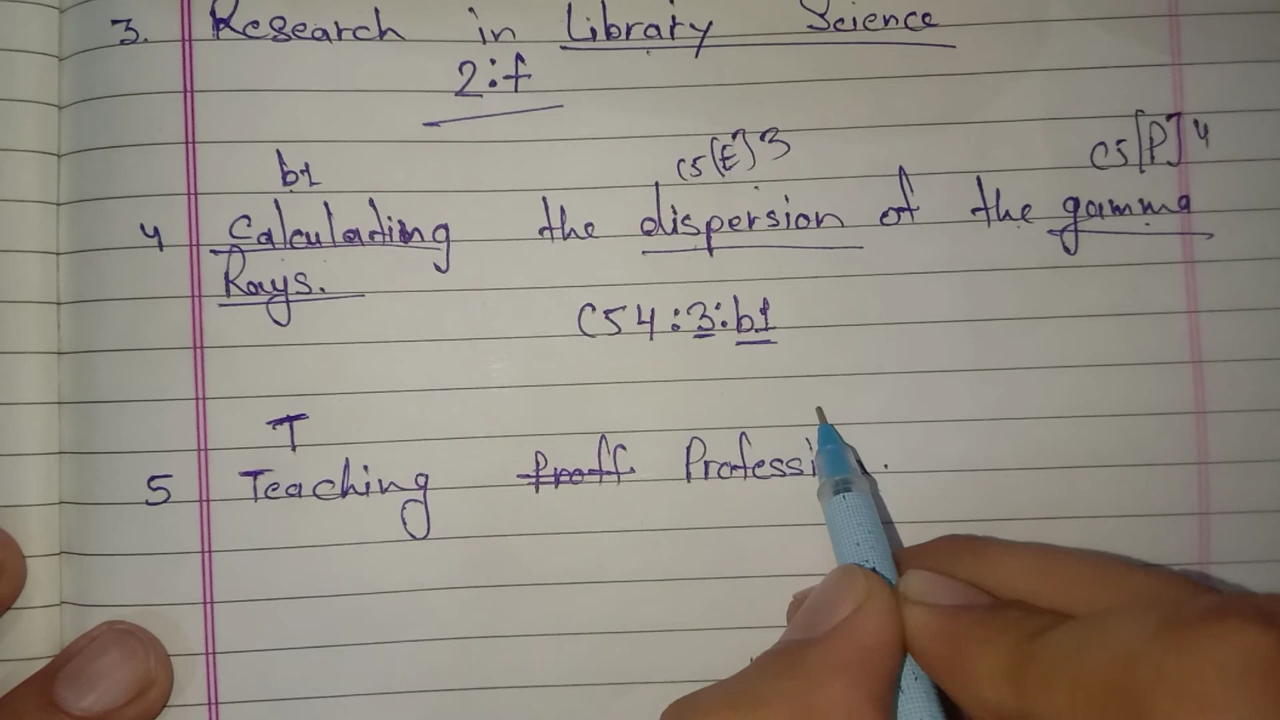 3. Research in Library Science
2:f
b1 C5[E]3 C5[P]4
4 Calculading the dispersion of the gamma
Rays.
C54:3:b1
T
5 Teaching Proff Professi